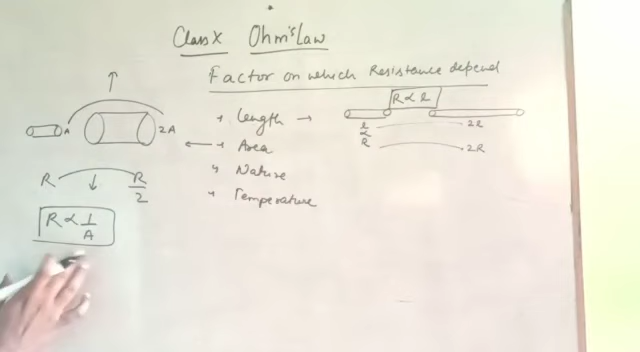 Class X Ohm's Law
Factor on which Resistance depend
R ∝ l
Length →
l 2l
∝
R 2R
A 2A
Area
Nature
Temperature
R R/2
R ∝ 1/A